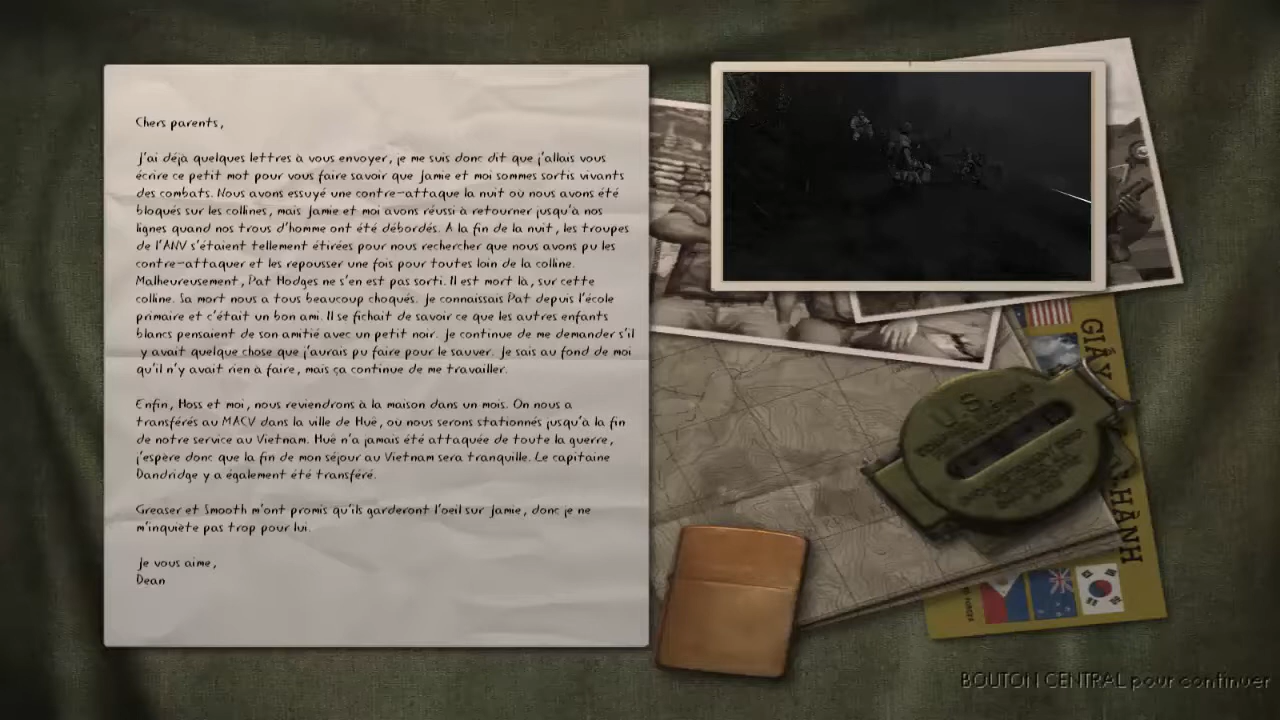 Chers parents,
J'ai déjà quelques lettres à vous envoyer, je me suis donc dit que j'allais vous
écrire ce petit mot pour vous faire savoir que Jamie et moi sommes sortis vivants
des combats. Nous avons essuyé une contre-attaque la nuit où nous avons été
bloqués sur les collines, mais Jamie et moi avons réussi à retourner jusqu'à nos
lignes quand nos trous d'homme ont été débordés. A la fin de la nuit, les troupes
de l'ANV s'étaient tellement étirées pour nous rechercher que nous avons pu les
contre-attaquer et les repousser une fois pour toutes loin de la colline.
Malheureusement, Pat Hodges ne s'en est pas sorti. Il est mort là, sur cette
colline. Sa mort nous a tous beaucoup choqués. Je connaissais Pat depuis l'école
primaire et c'était un bon ami. Il se fichait de savoir ce que les autres enfants
blancs pensaient de son amitié avec un petit noir. Je continue de me demander s'il
y avait quelque chose que j'aurais pu faire pour le sauver. Je sais au fond de moi
qu'il n'y avait rien à faire, mais ça continue de me travailler.
Enfin, Hoss et moi, nous reviendrons à la maison dans un mois. On nous a
transférés au MACV dans la ville de Huê, où nous serons stationnés jusqu'à la fin
de notre service au Vietnam. Huê n'a jamais été attaquée de toute la guerre,
j'espère donc que la fin de mon séjour au Vietnam sera tranquille. Le capitaine
Dandridge y a également été transféré.
Greaser et Smooth m'ont promis qu'ils garderont l'oeil sur Jamie, donc je ne
m'inquiète pas trop pour lui.
Je vous aime,
Dean
GIẤY
HÀNH
U.S.
BOUTON CENTRAL pour continuer